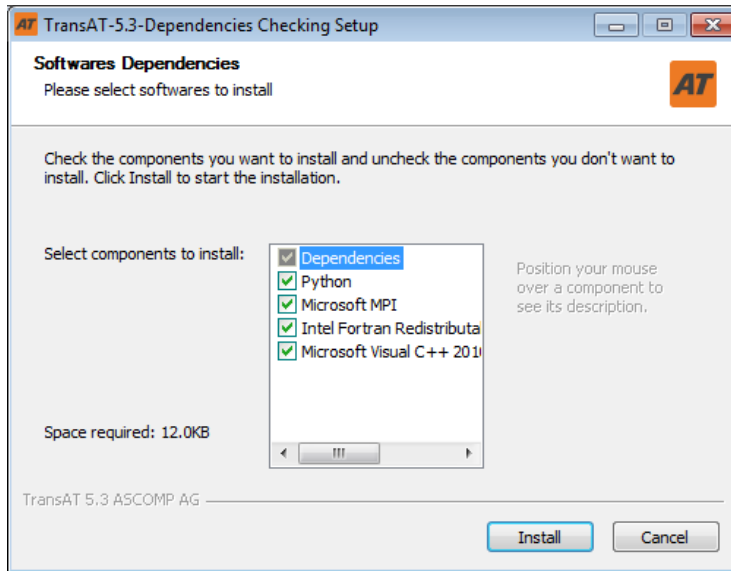 AT TransAT-5.3-Dependencies Checking Setup
Softwares Dependencies
Please select softwares to install
AT
Check the components you want to install and uncheck the components you don't want to
install. Click Install to start the installation.
Select components to install:
Dependencies
Python
Microsoft MPI
Intel Fortran Redistributa
Microsoft Visual C++ 201
Position your mouse
over a component to
see its description.
Space required: 12.0KB
TransAT 5.3 ASCOMP AG
Install
Cancel